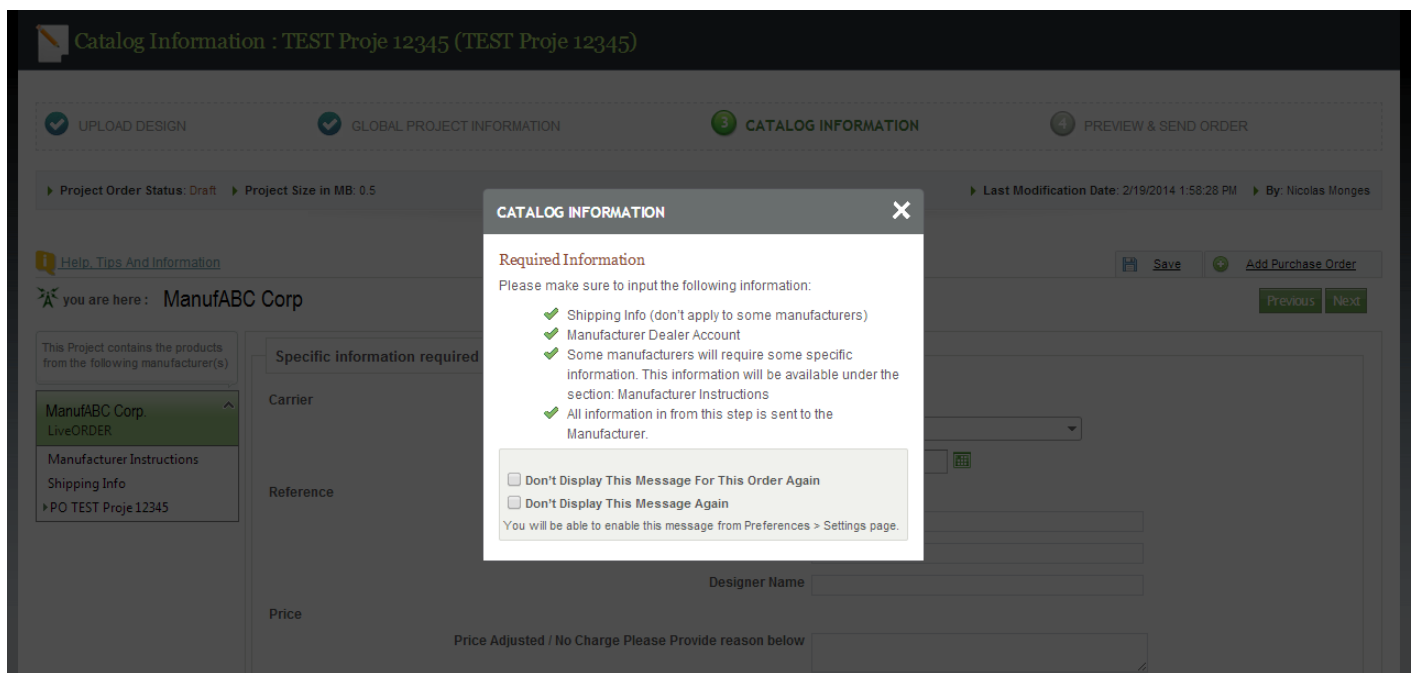 Catalog Information : TEST Proje 12345 (TEST Proje 12345)
UPLOAD DESIGN
GLOBAL PROJECT INFORMATION
3 CATALOG INFORMATION
4 PREVIEW & SEND ORDER
Project Order Status: Draft
Project Size in MB: 0.5
Last Modification Date: 2/19/2014 1:58:28 PM
By: Nicolas Monges
CATALOG INFORMATION
Required Information
Please make sure to input the following information:
Shipping Info (don't apply to some manufacturers)
Manufacturer Dealer Account
Some manufacturers will require some specific
information. This information will be available under the
section: Manufacturer Instructions
All information in from this step is sent to the
Manufacturer.
Don't Display This Message For This Order Again
Don't Display This Message Again
You will be able to enable this message from Preferences > Settings page.
Help, Tips And Information
Save
Add Purchase Order
you are here : ManufABC Corp
Previous
Next
This Project contains the products
from the following manufacturer(s)
ManufABC Corp.
LiveORDER
Manufacturer Instructions
Shipping Info
PO TEST Proje 12345
Specific information required
Carrier
Reference
Designer Name
Price
Price Adjusted / No Charge Please Provide reason below